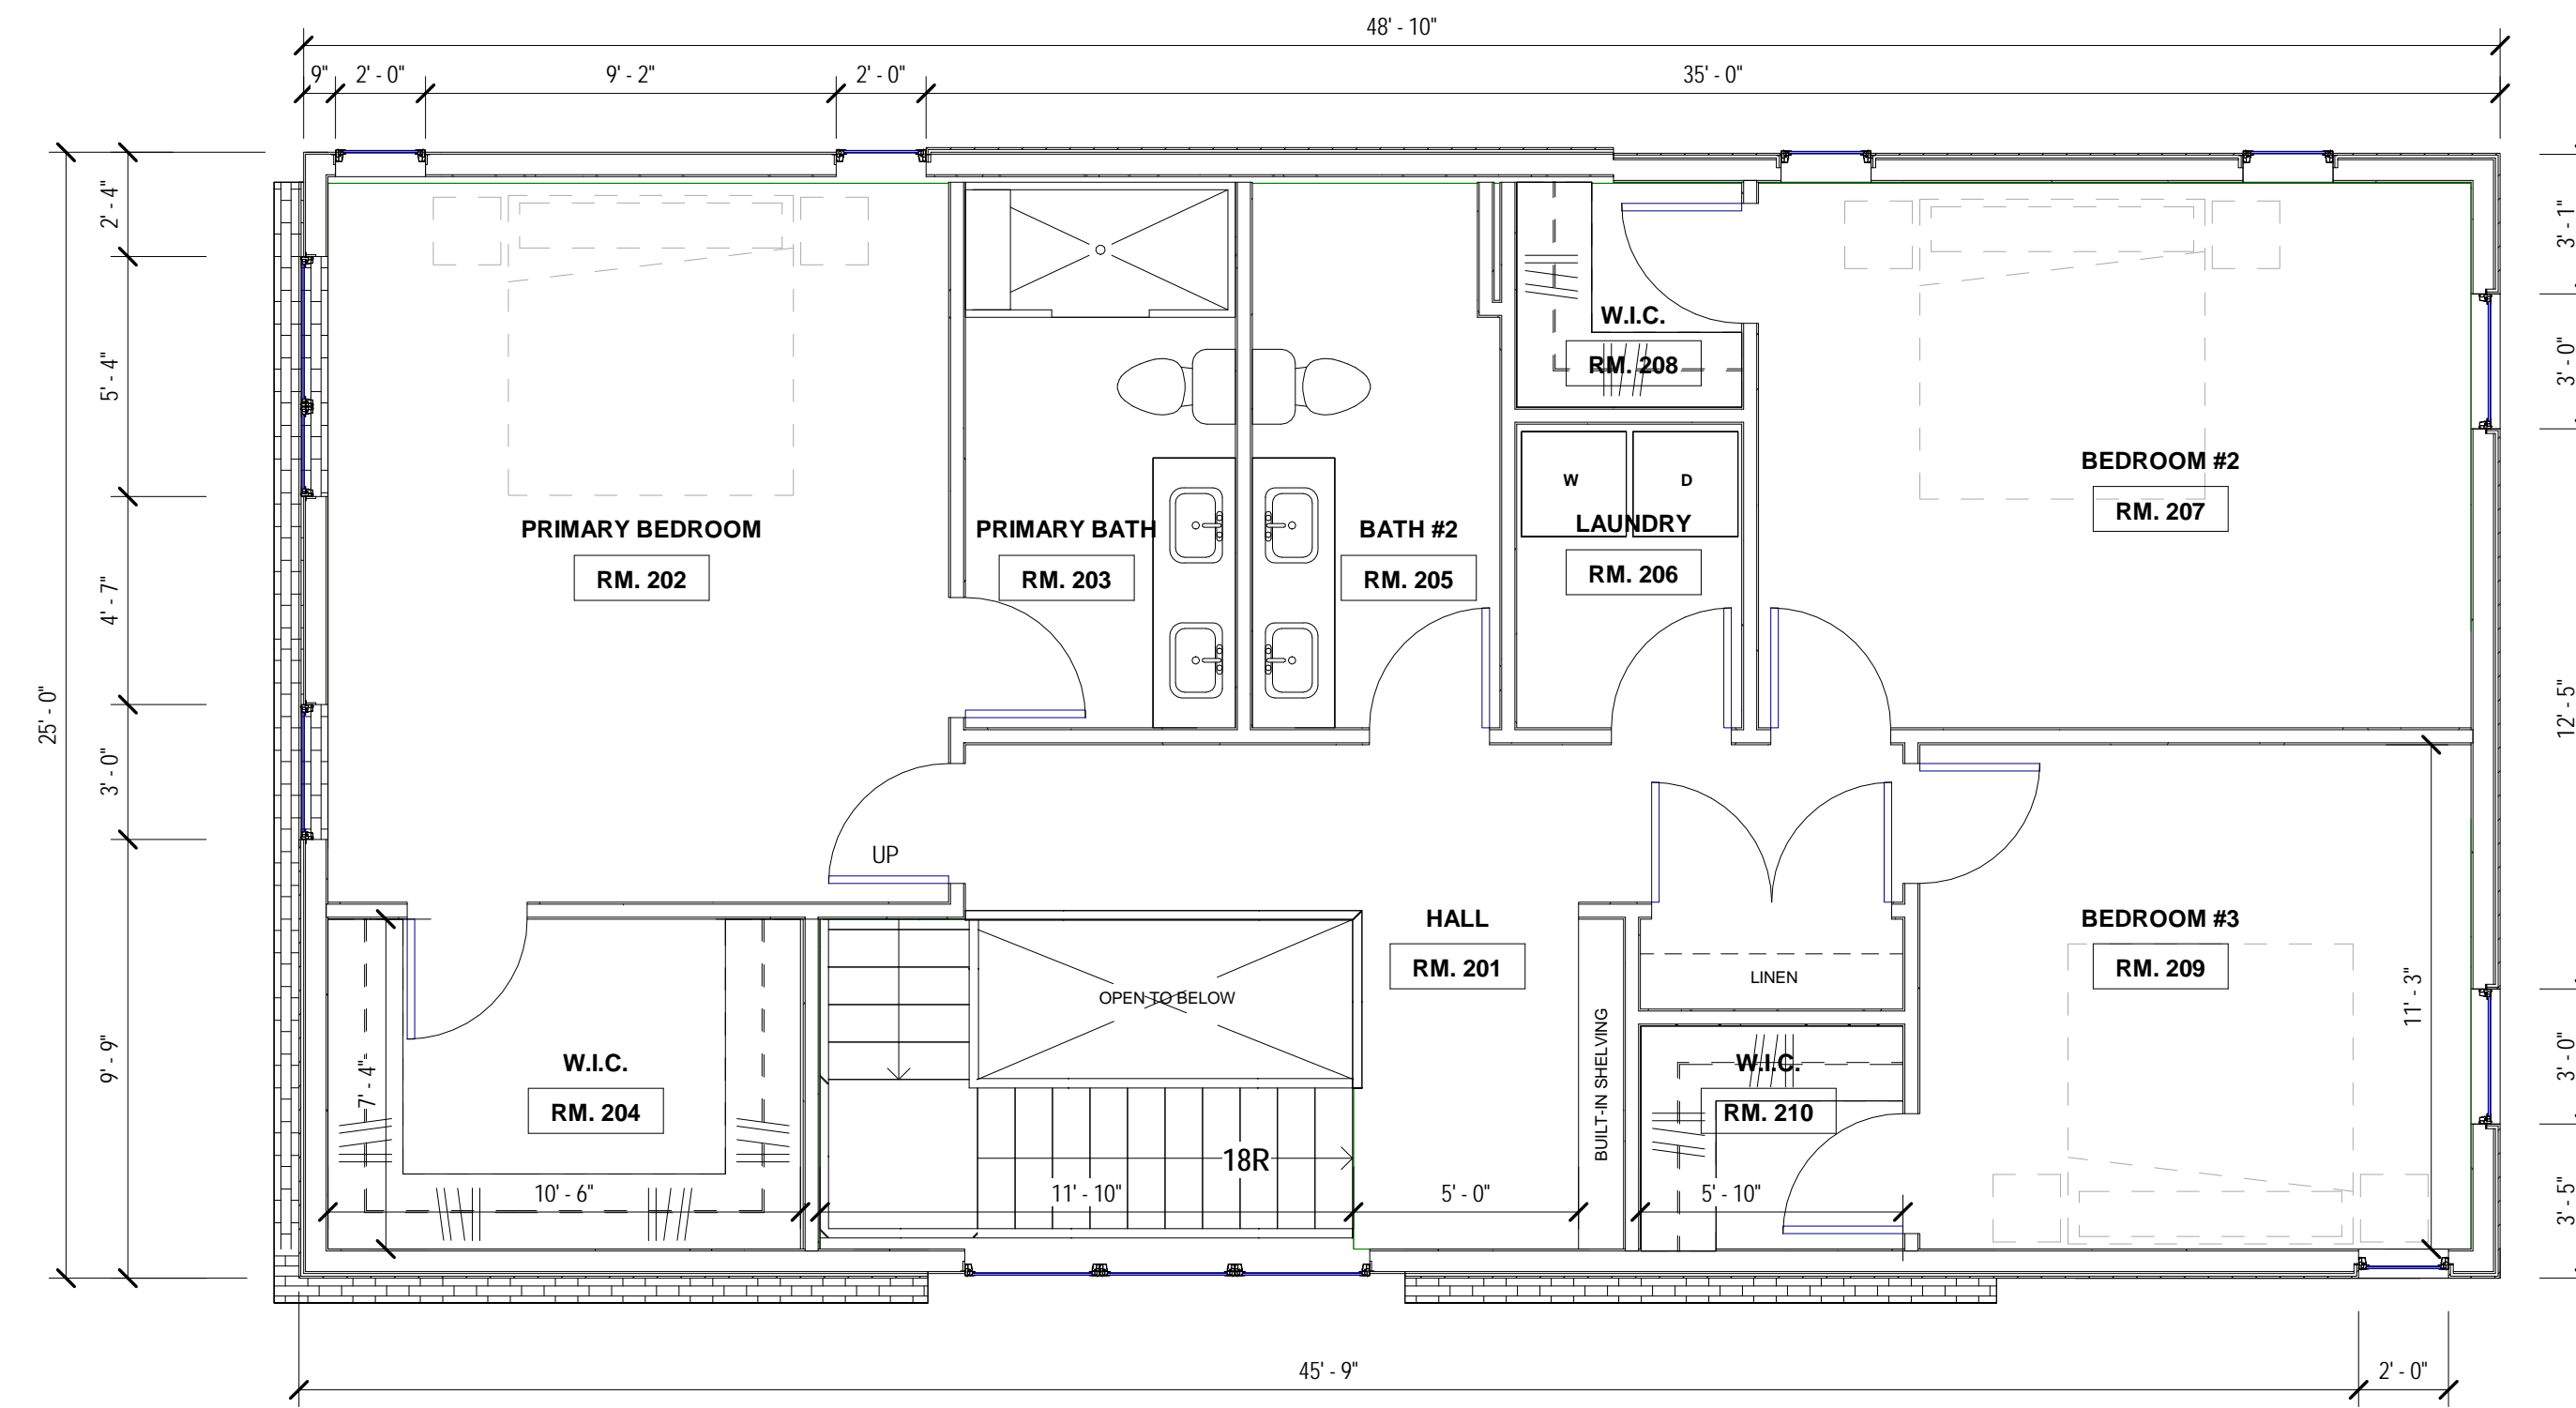 48' - 10"
9" 2' - 0" 9' - 2" 2' - 0" 35' - 0"
2' - 4"
5' - 4"
4' - 7"
3' - 0"
9' - 9"
25' - 0"
3' - 1"
3' - 0"
12' - 5"
3' - 0"
3' - 5"
W.I.C.
RM. 208
W D
LAUNDRY
RM. 206
BEDROOM #2
RM. 207
PRIMARY BEDROOM
RM. 202
PRIMARY BATH
RM. 203
BATH #2
RM. 205
UP
HALL
RM. 201
OPEN TO BELOW
BUILT-IN SHELVING
LINEN
BEDROOM #3
RM. 209
11' - 3"
W.I.C.
RM. 204
7' - 4"
W.I.C.
RM. 210
18R
10' - 6" 11' - 10" 5' - 0" 5' - 10"
45' - 9" 2' - 0"